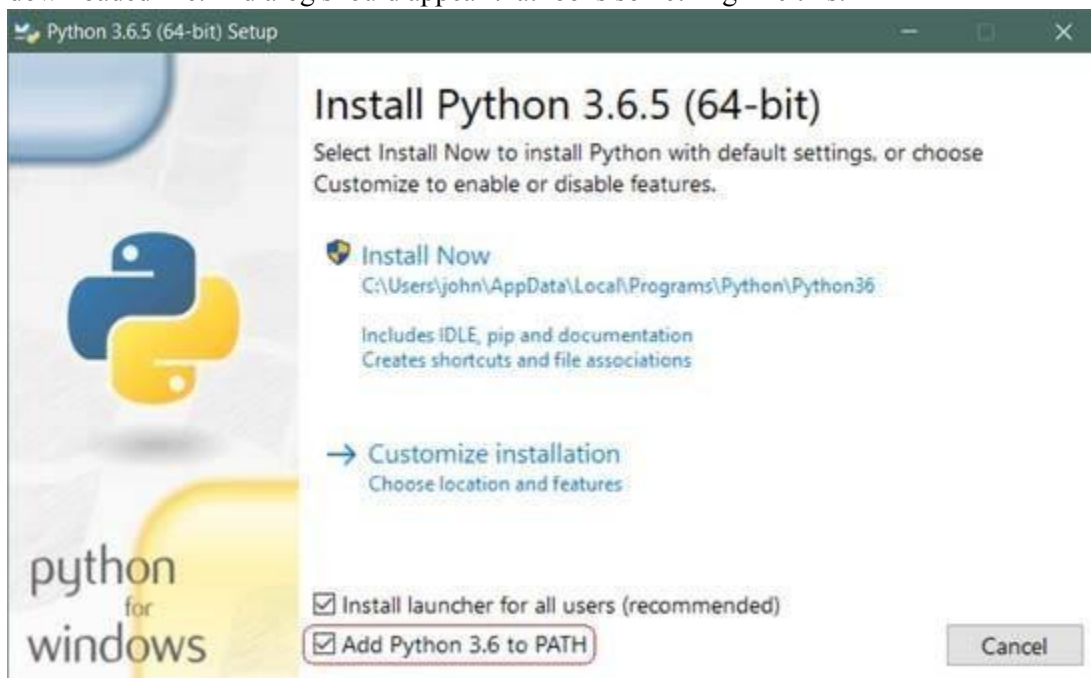 Python 3.6.5 (64-bit) Setup
Install Python 3.6.5 (64-bit)
Select Install Now to install Python with default settings, or choose
Customize to enable or disable features.
Install Now
C:\Users\john\AppData\Local\Programs\Python\Python36
Includes IDLE, pip and documentation
Creates shortcuts and file associations
Customize installation
Choose location and features
python
for
windows
Install launcher for all users (recommended)
Add Python 3.6 to PATH
Cancel